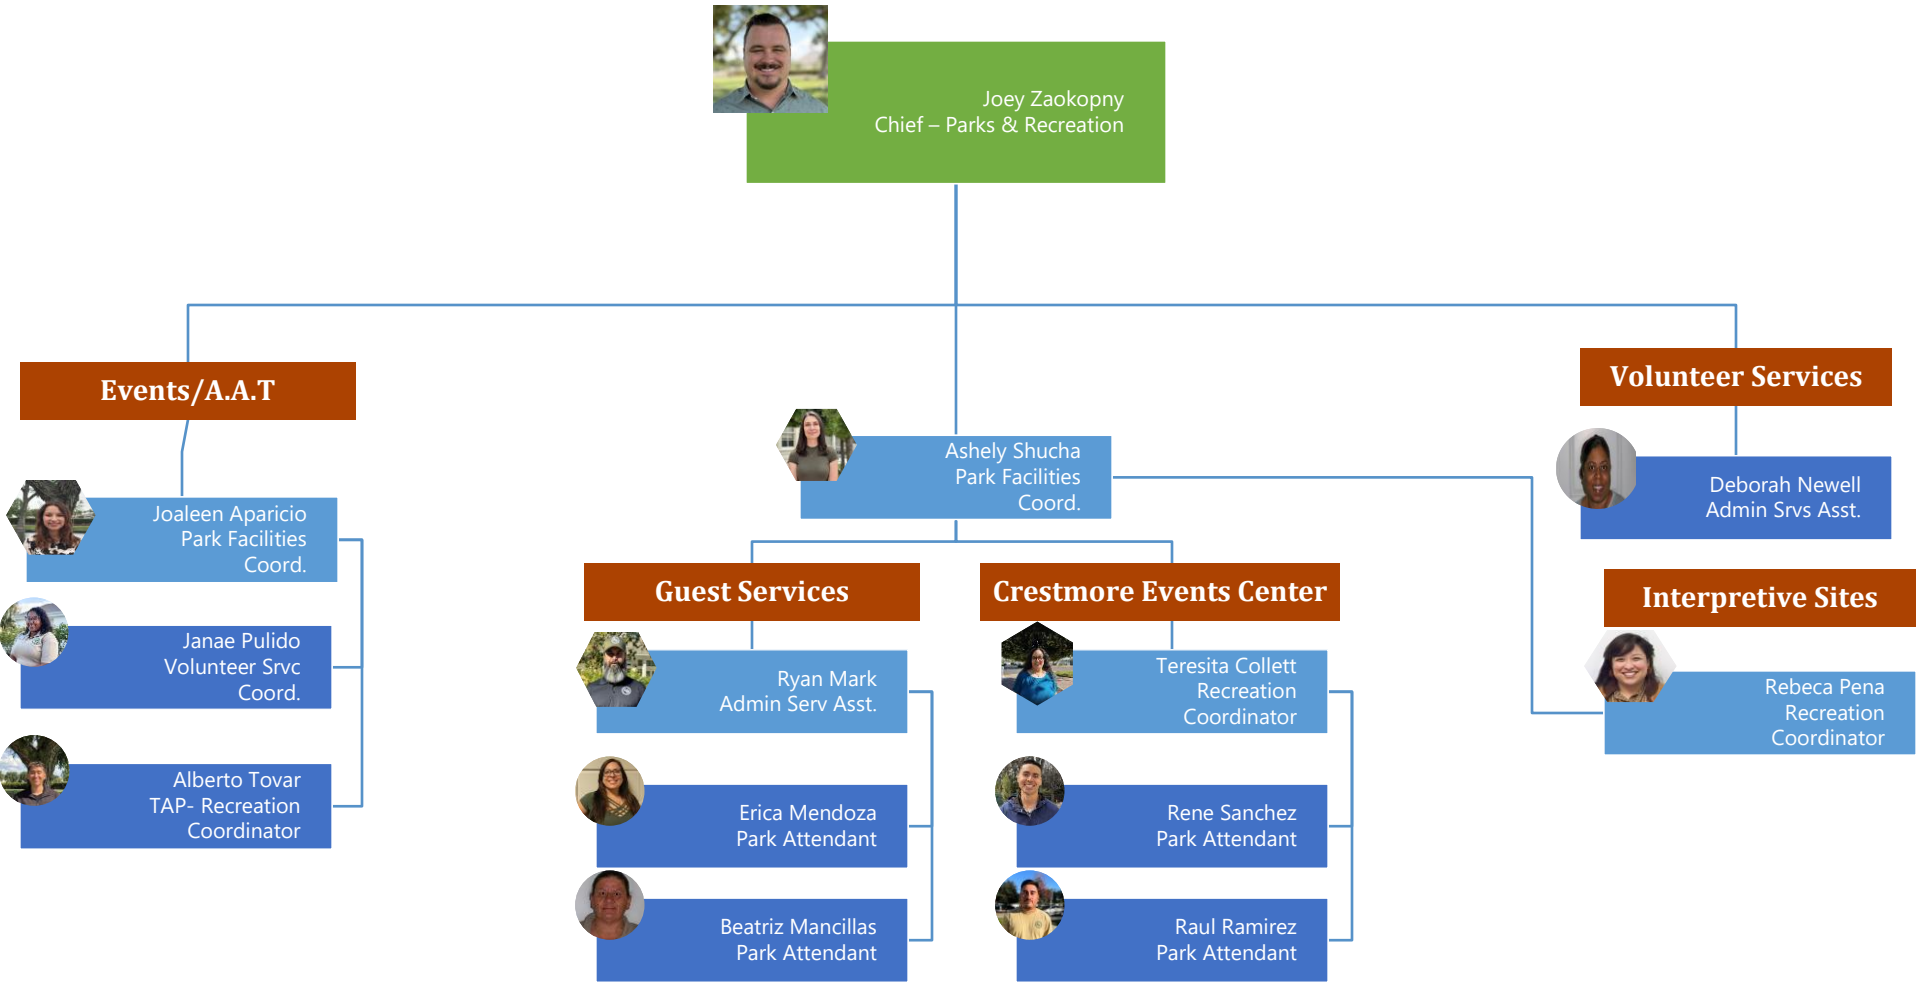 Joey Zaokopny
Chief – Parks & Recreation
Events/A.A.T
Joaleen Aparicio
Park Facilities
Coord.
Janae Pulido
Volunteer Srvc
Coord.
Alberto Tovar
TAP- Recreation
Coordinator
Ashely Shucha
Park Facilities
Coord.
Guest Services
Ryan Mark
Admin Serv Asst.
Erica Mendoza
Park Attendant
Beatriz Mancillas
Park Attendant
Crestmore Events Center
Teresita Collett
Recreation
Coordinator
Rene Sanchez
Park Attendant
Raul Ramirez
Park Attendant
Volunteer Services
Deborah Newell
Admin Srvs Asst.
Interpretive Sites
Rebeca Pena
Recreation
Coordinator